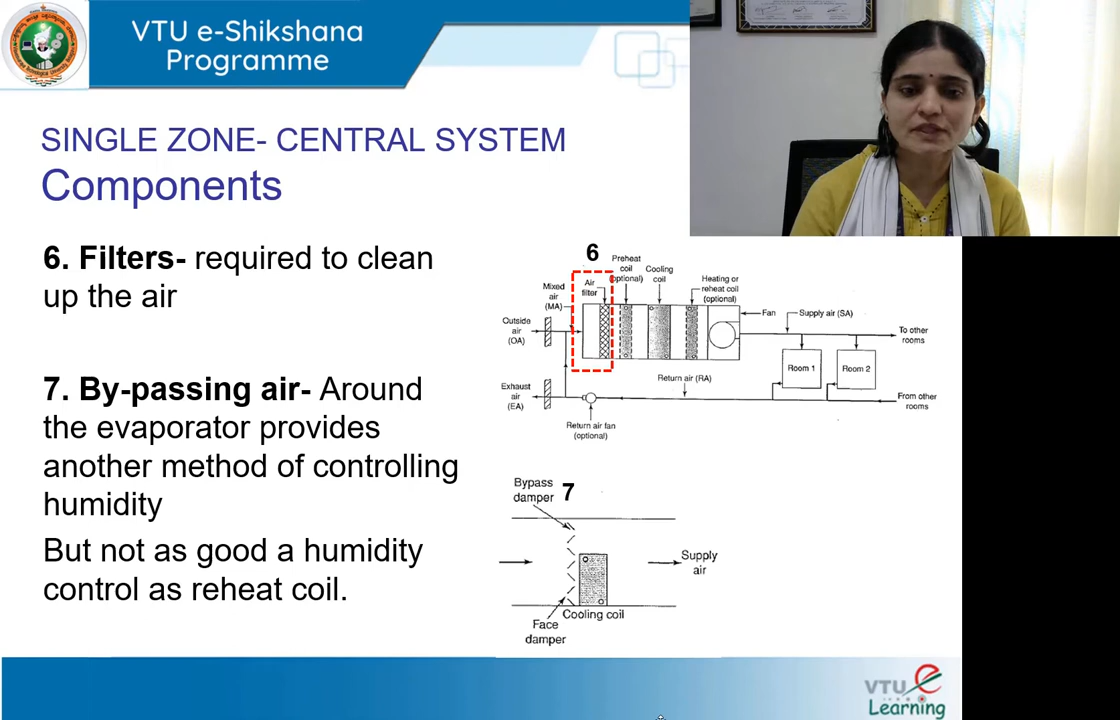 VTU e-Shikshana
Programme
SINGLE ZONE- CENTRAL SYSTEM
Components
6. Filters- required to clean
up the air
7. By-passing air- Around
the evaporator provides
another method of controlling
humidity
But not as good a humidity
control as reheat coil.
6
Preheat
coil
(optional)
Cooling
coil
Heating or
reheat coil
(optional)
Mixed
air
(MA)
Air
filter
Fan
Supply air (SA)
Outside
air
(OA)
To other
rooms
Room 1
Room 2
Return air (RA)
Exhaust
air
(EA)
From other
rooms
Return air fan
(optional)
Bypass
damper
7
Supply
air
Cooling coil
Face
damper
VTU e
Learning